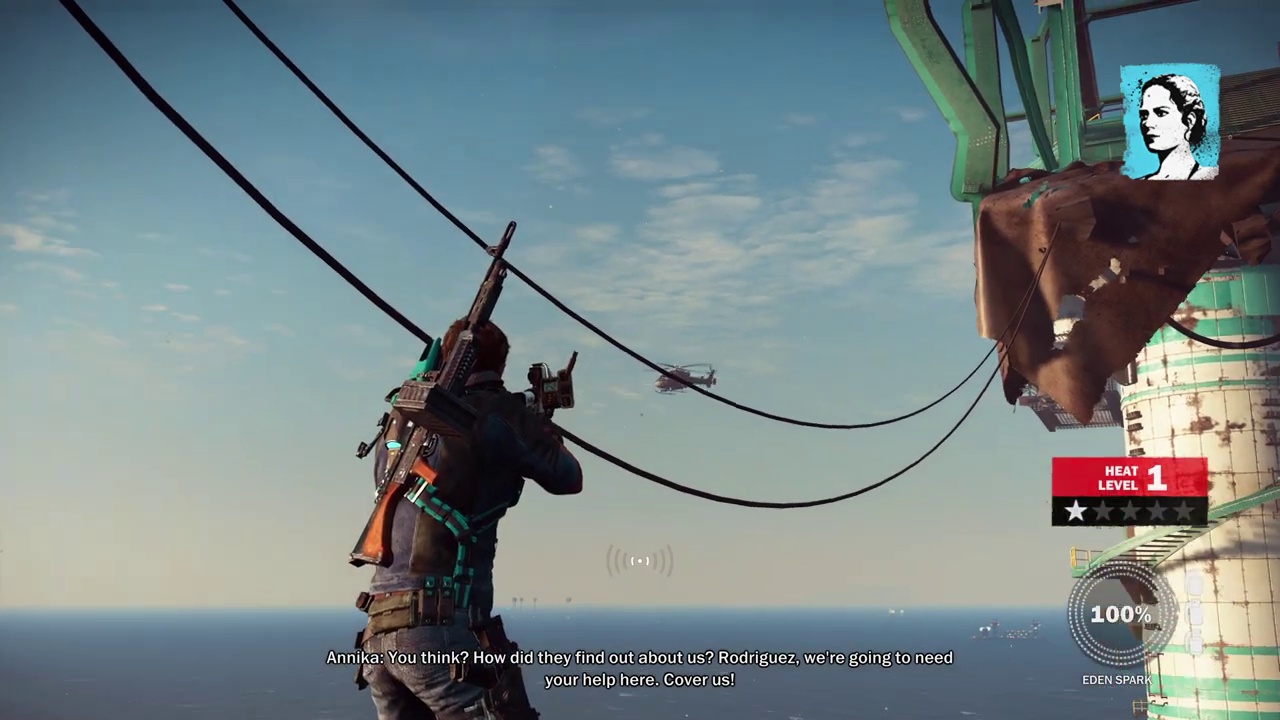 HEAT
LEVEL 1
100%
EDEN SPARK
Annika: You think? How did they find out about us? Rodriguez, we're going to need
your help here. Cover us!